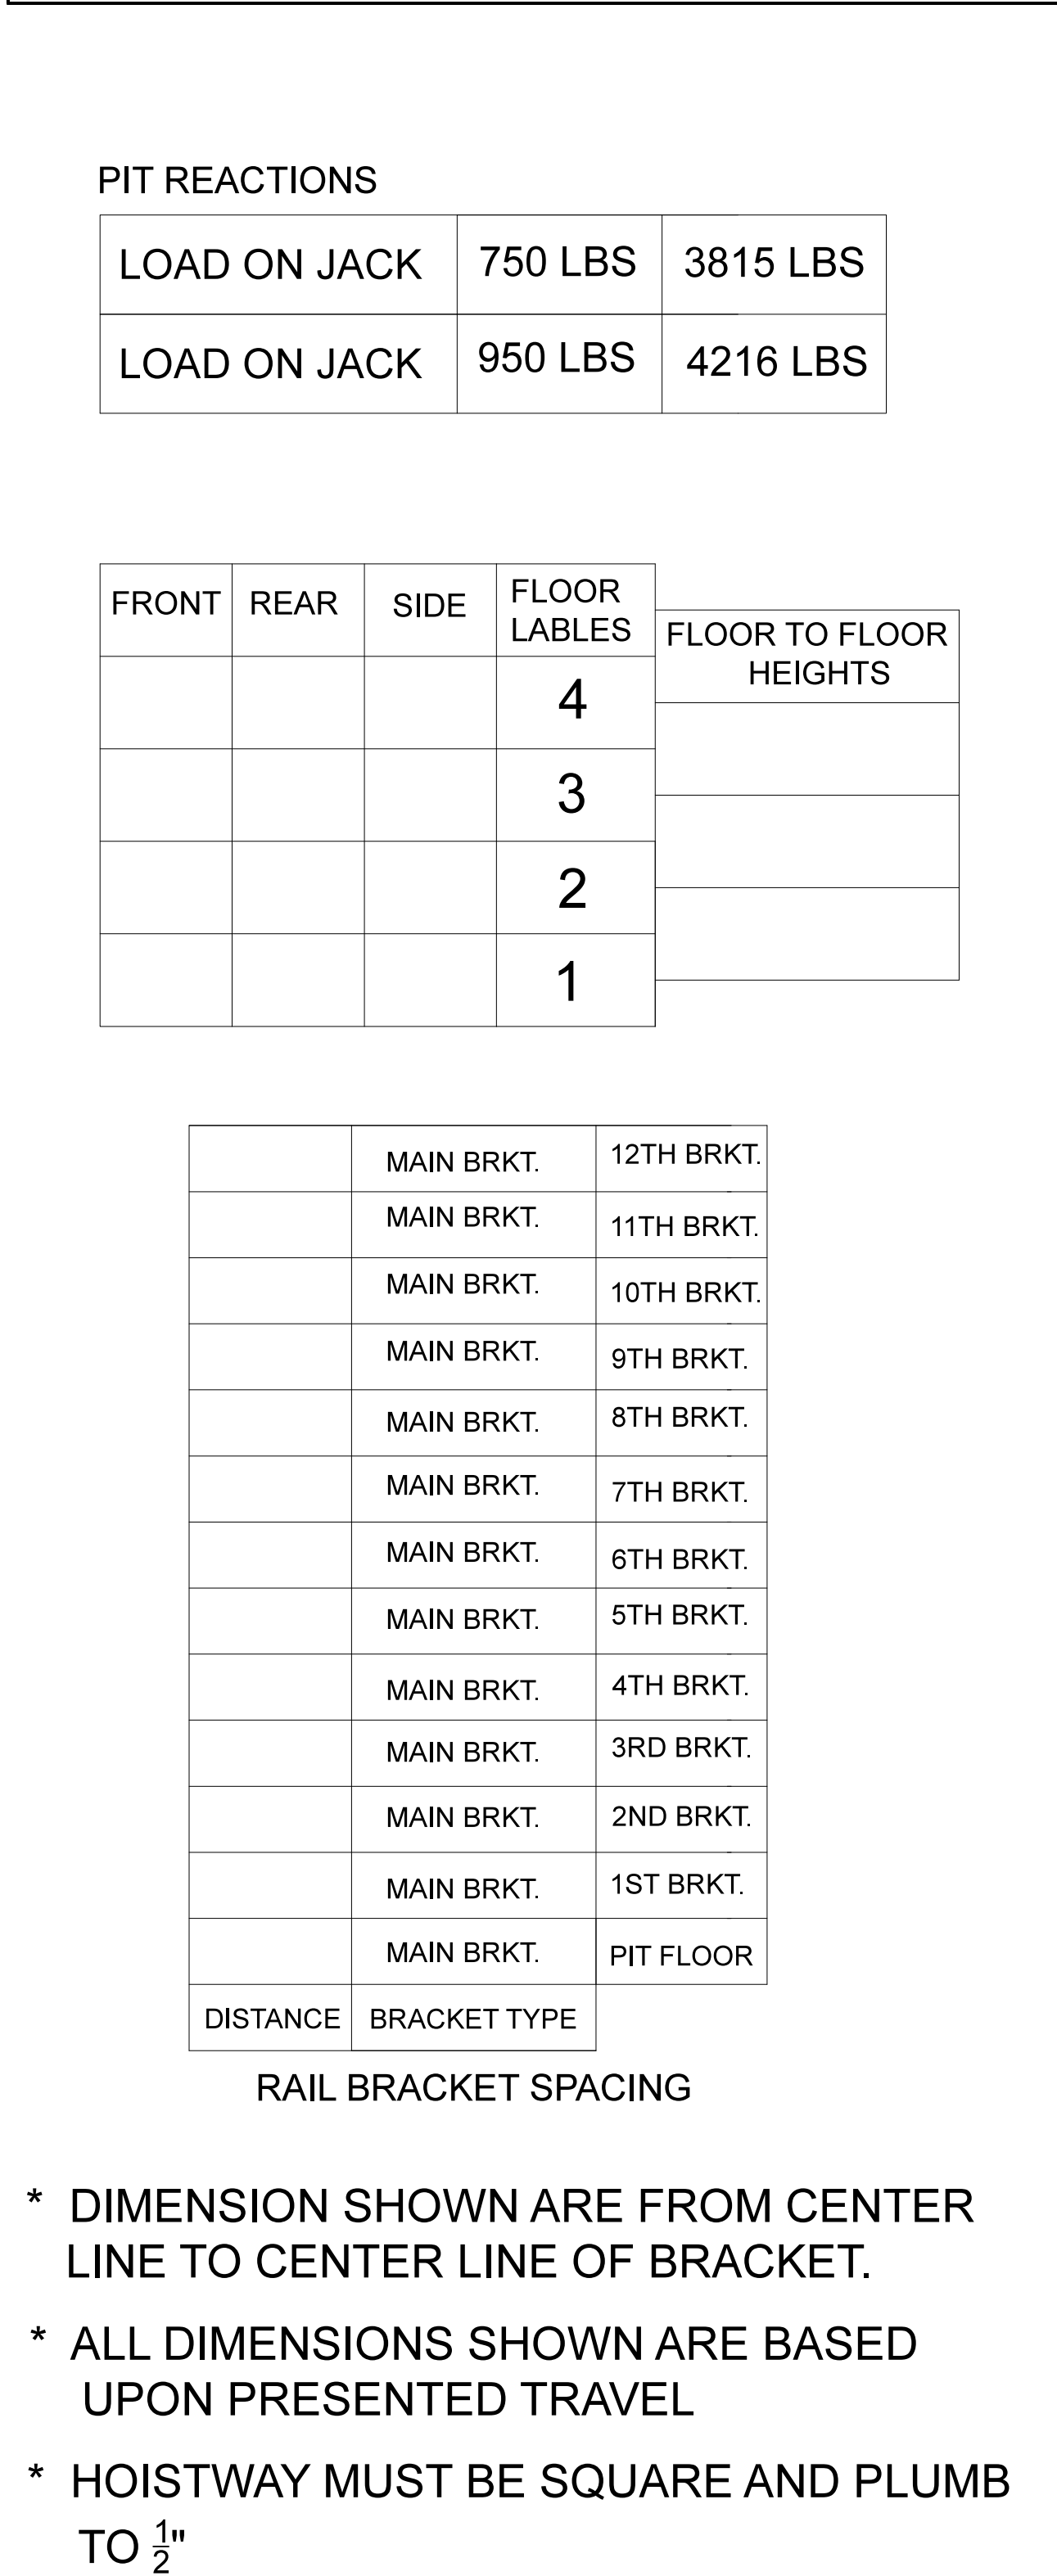 PIT REACTIONS
LOAD ON JACK 750 LBS 3815 LBS
LOAD ON JACK 950 LBS 4216 LBS
FRONT REAR SIDE FLOOR
LABLES
FLOOR TO FLOOR
HEIGHTS
4
3
2
1
MAIN BRKT. 12TH BRKT.
MAIN BRKT. 11TH BRKT.
MAIN BRKT. 10TH BRKT.
MAIN BRKT. 9TH BRKT.
MAIN BRKT. 8TH BRKT.
MAIN BRKT. 7TH BRKT.
MAIN BRKT. 6TH BRKT.
MAIN BRKT. 5TH BRKT.
MAIN BRKT. 4TH BRKT.
MAIN BRKT. 3RD BRKT.
MAIN BRKT. 2ND BRKT.
MAIN BRKT. 1ST BRKT.
MAIN BRKT. PIT FLOOR
DISTANCE BRACKET TYPE
RAIL BRACKET SPACING
* DIMENSION SHOWN ARE FROM CENTER
LINE TO CENTER LINE OF BRACKET.
* ALL DIMENSIONS SHOWN ARE BASED
UPON PRESENTED TRAVEL
* HOISTWAY MUST BE SQUARE AND PLUMB
TO ½"